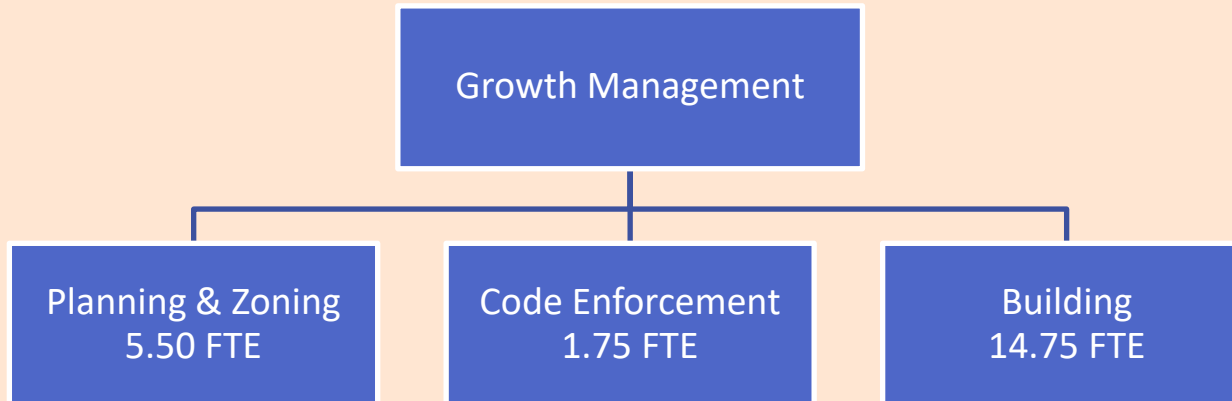 Growth Management
Planning & Zoning
5.50 FTE
Code Enforcement
1.75 FTE
Building
14.75 FTE